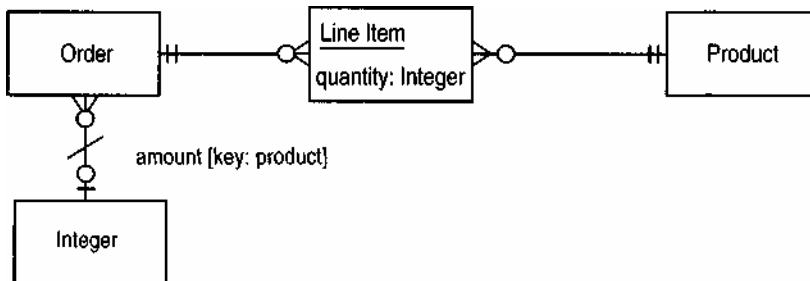 Order
Line Item
quantity: Integer
Product
amount [key: product]
Integer